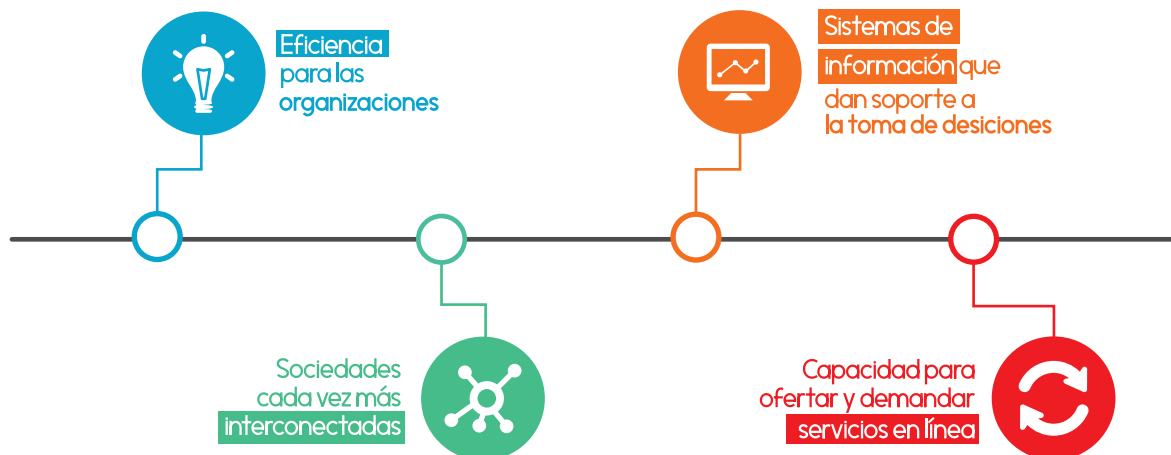 Eficiencia
para las
organizaciones
Sociedades
cada vez más
interconectadas
Sistemas de
información que
dan soporte a
la toma de desiciones
Capacidad para
ofertar y demandar
servicios en línea